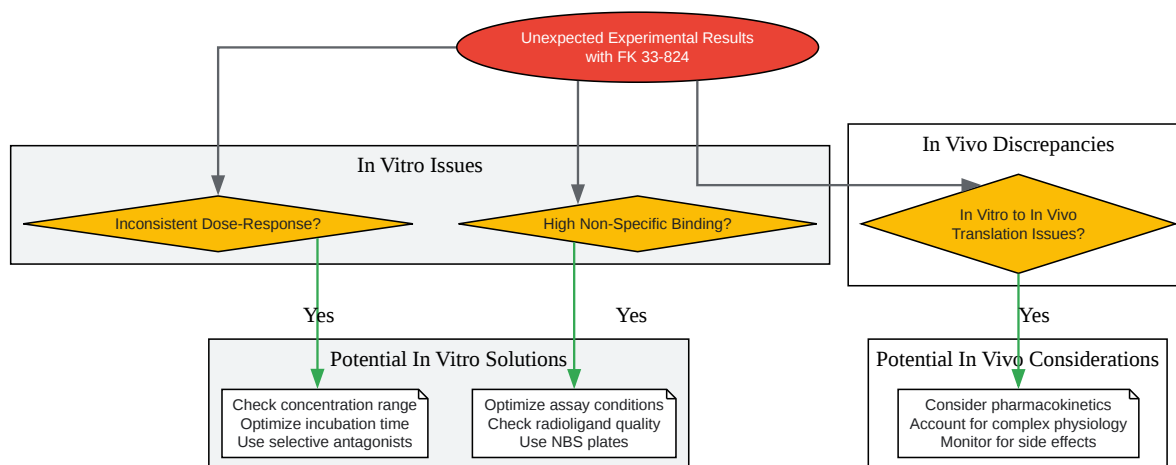 Unexpected Experimental Results
with FK 33-824
In Vitro Issues
In Vivo Discrepancies
Inconsistent Dose-Response?
High Non-Specific Binding?
In Vitro to In Vivo
Translation Issues?
Yes
Yes
Yes
Potential In Vitro Solutions
Potential In Vivo Considerations
Check concentration range
Optimize incubation time
Use selective antagonists
Optimize assay conditions
Check radioligand quality
Use NBS plates
Consider pharmacokinetics
Account for complex physiology
Monitor for side effects